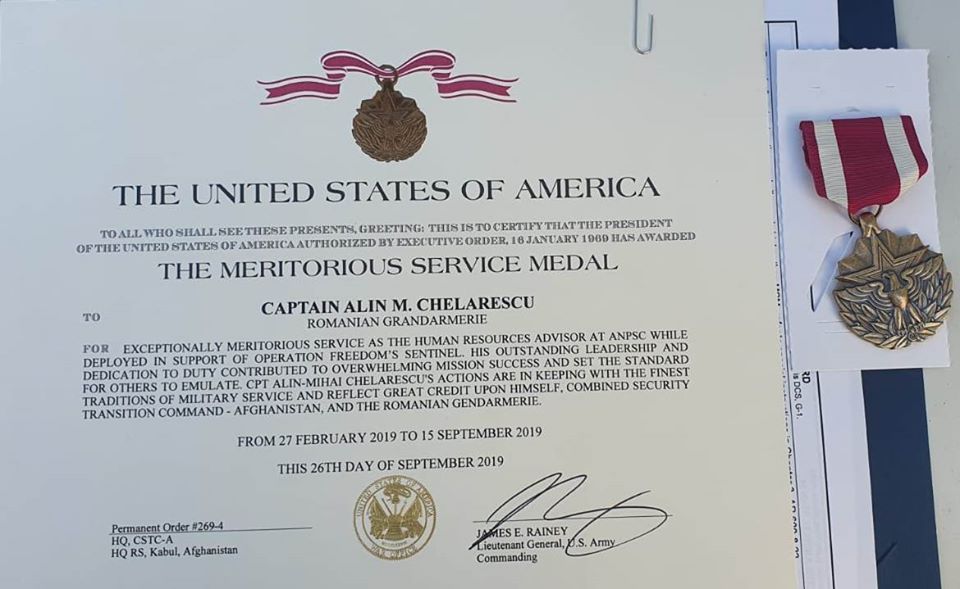 THE UNITED STATES OF AMERICA
TO ALL WHO SHALL SEE THESE PRESENTS, GREETING: THIS IS TO CERTIFY THAT THE PRESIDENT
OF THE UNITED STATES OF AMERICA AUTHORIZED BY EXECUTIVE ORDER, 16 JANUARY 1969 HAS AWARDED
THE MERITORIOUS SERVICE MEDAL
TO CAPTAIN ALIN M. CHELARESCU
ROMANIAN GRANDARMERIE
FOR EXCEPTIONALLY MERITORIOUS SERVICE AS THE HUMAN RESOURCES ADVISOR AT ANPSC WHILE
DEPLOYED IN SUPPORT OF OPERATION FREEDOM'S SENTINEL. HIS OUTSTANDING LEADERSHIP AND
DEDICATION TO DUTY CONTRIBUTED TO OVERWHELMING MISSION SUCCESS AND SET THE STANDARD
FOR OTHERS TO EMULATE. CPT ALIN-MIHAI CHELARESCU'S ACTIONS ARE IN KEEPING WITH THE FINEST
TRADITIONS OF MILITARY SERVICE AND REFLECT GREAT CREDIT UPON HIMSELF, COMBINED SECURITY
TRANSITION COMMAND - AFGHANISTAN, AND THE ROMANIAN GENDARMERIE.
FROM 27 FEBRUARY 2019 TO 15 SEPTEMBER 2019
THIS 26TH DAY OF SEPTEMBER 2019
Permanent Order #269-4
HQ, CSTC-A
HQ RS, Kabul, Afghanistan
UNITED STATES OF AMERICA
WAR OFFICE
JAMES E. RAINEY
Lieutenant General, U.S. Army
Commanding
RD
DCS, G-1.